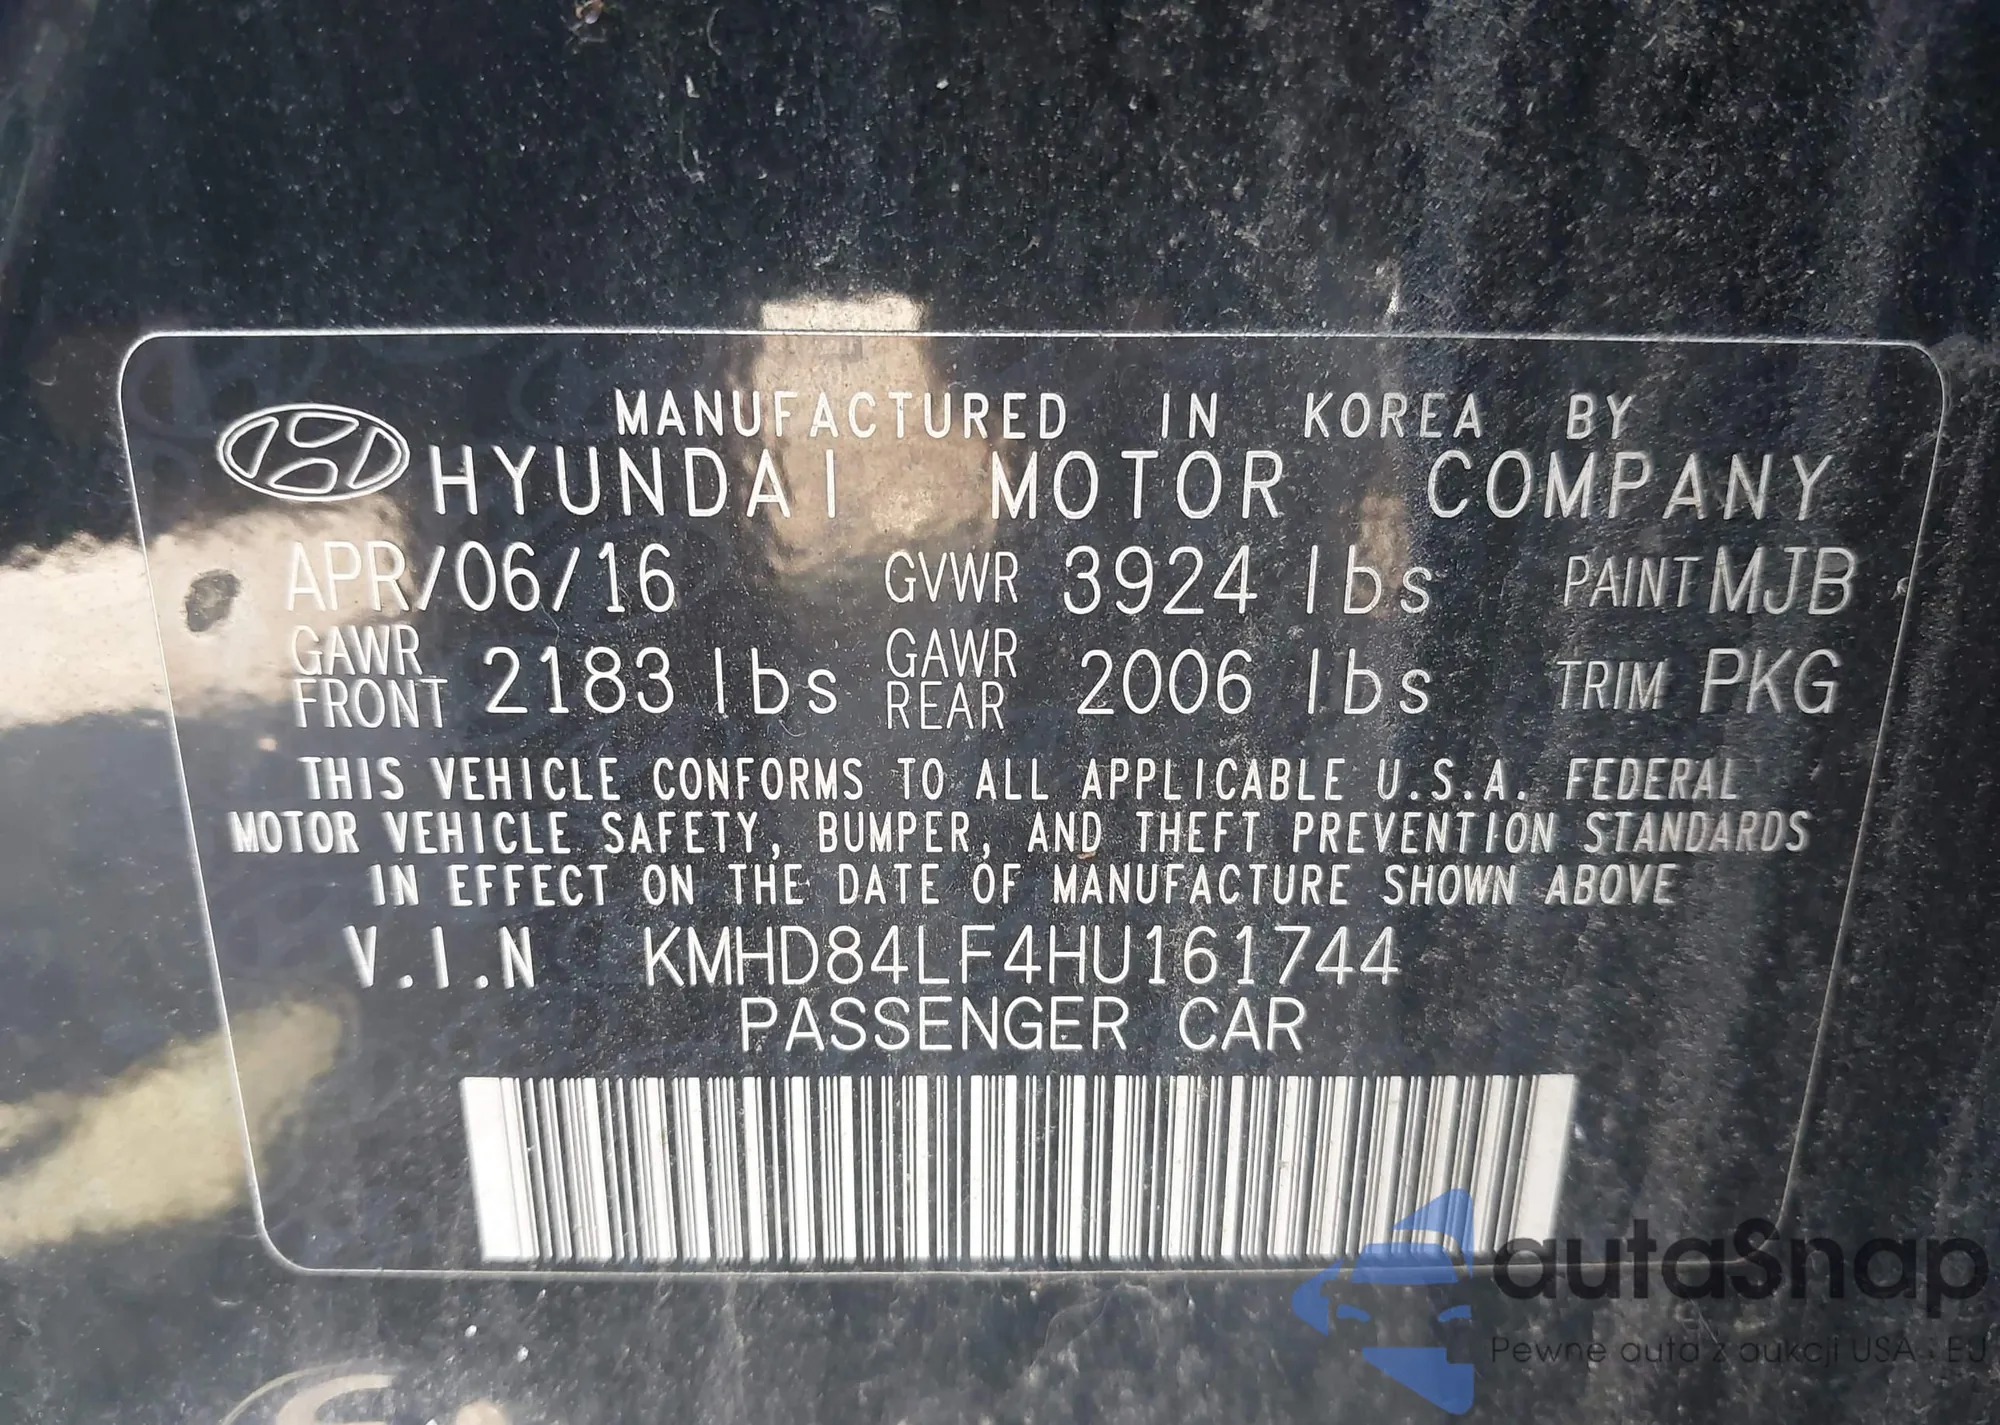 MANUFACTURED IN KOREA BY
HYUNDAI MOTOR COMPANY
APR/06/16 GVWR 3924 lbs PAINT MJB
GAWR FRONT 2183 lbs GAWR REAR 2006 lbs TRIM PKG
THIS VEHICLE CONFORMS TO ALL APPLICABLE U.S.A. FEDERAL
MOTOR VEHICLE SAFETY, BUMPER, AND THEFT PREVENTION STANDARDS
IN EFFECT ON THE DATE OF MANUFACTURE SHOWN ABOVE
V.I.N KMHD84LF4HU161744
PASSENGER CAR
autaSnap
Pewne auta z aukcji USA i EU